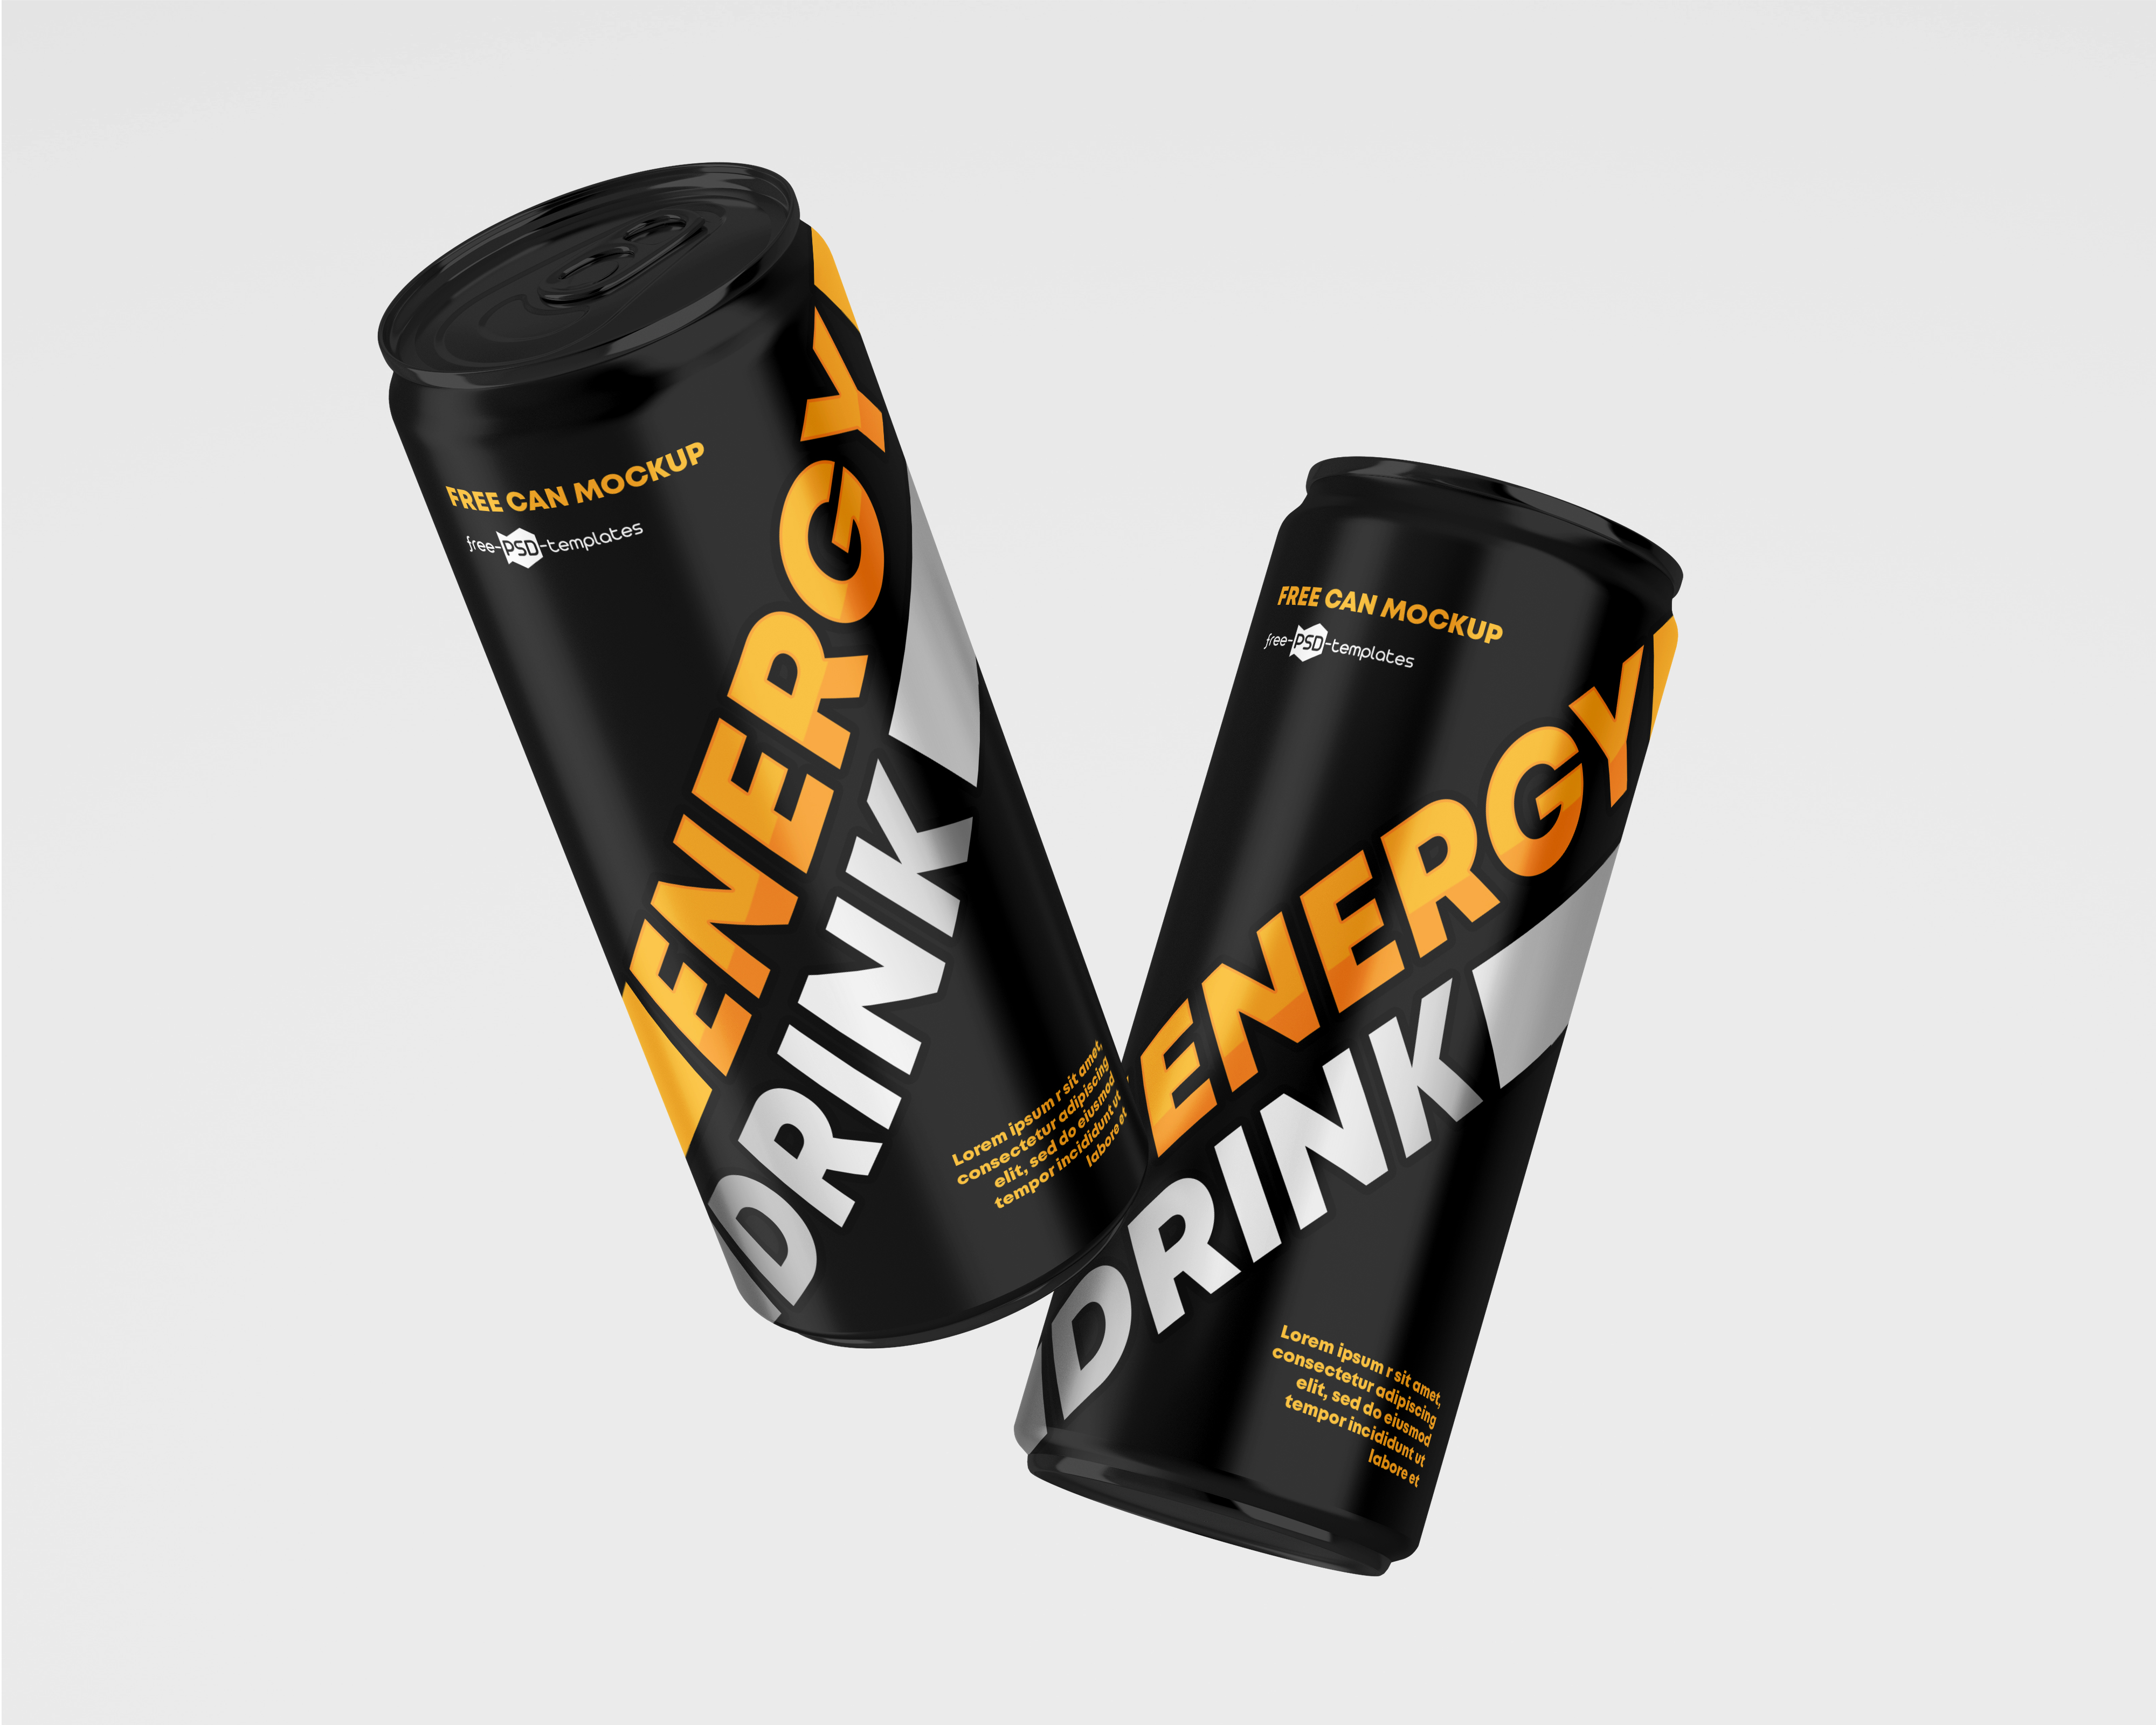 FREE CAN MOCKUP
free-PSD-templates
ENERGY
DRINK
Lorem ipsum r sit amet,
consectetur adipiscing
elit, sed do eiusmod
tempor incididunt ut
labore et
FREE CAN MOCKUP
free-PSD-templates
ENERGY
DRINK
Lorem ipsum r sit amet,
consectetur adipiscing
elit, sed do eiusmod
tempor incididunt ut
labore et